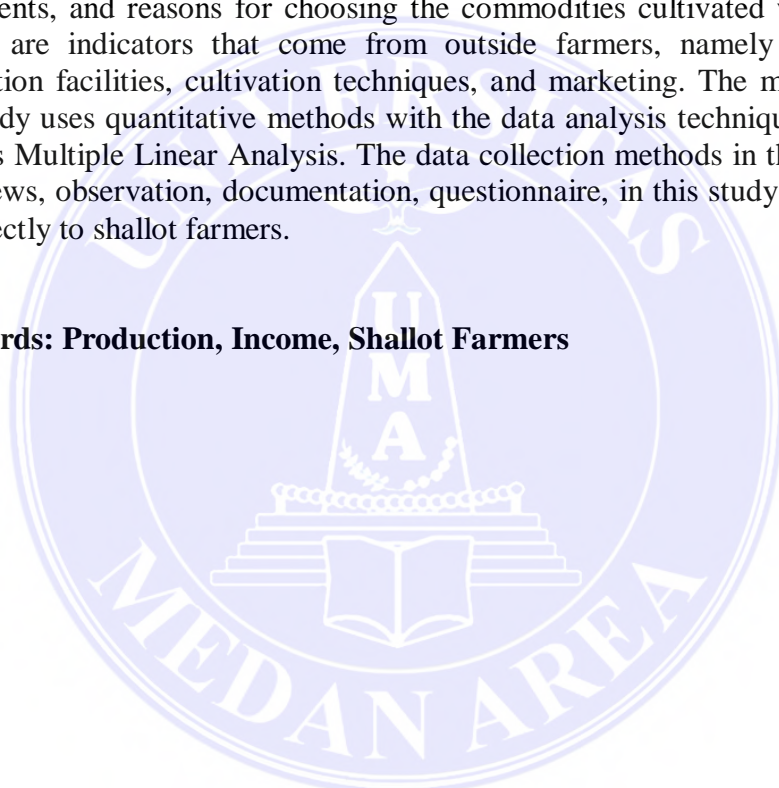 ents, and reasons for choosing the commodities cultivated
are indicators that come from outside farmers, namely
tion facilities, cultivation techniques, and marketing. The m
dy uses quantitative methods with the data analysis techniqu
s Multiple Linear Analysis. The data collection methods in th
ews, observation, documentation, questionnaire, in this study
ectly to shallot farmers.
rds: Production, Income, Shallot Farmers
UNIVERSITAS
UMA
MEDAN AREA